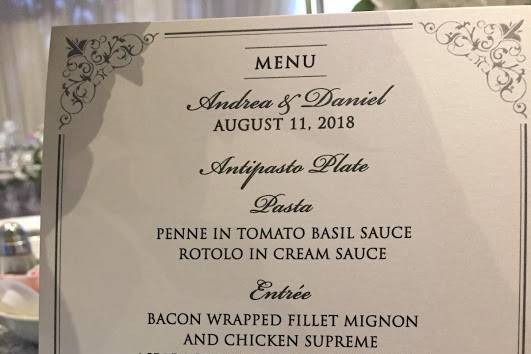 MENU
Andrea & Daniel
AUGUST 11, 2018
Antipasto Plate
Pasta
PENNE IN TOMATO BASIL SAUCE
ROTOLO IN CREAM SAUCE
Entrée
BACON WRAPPED FILLET MIGNON
AND CHICKEN SUPREME